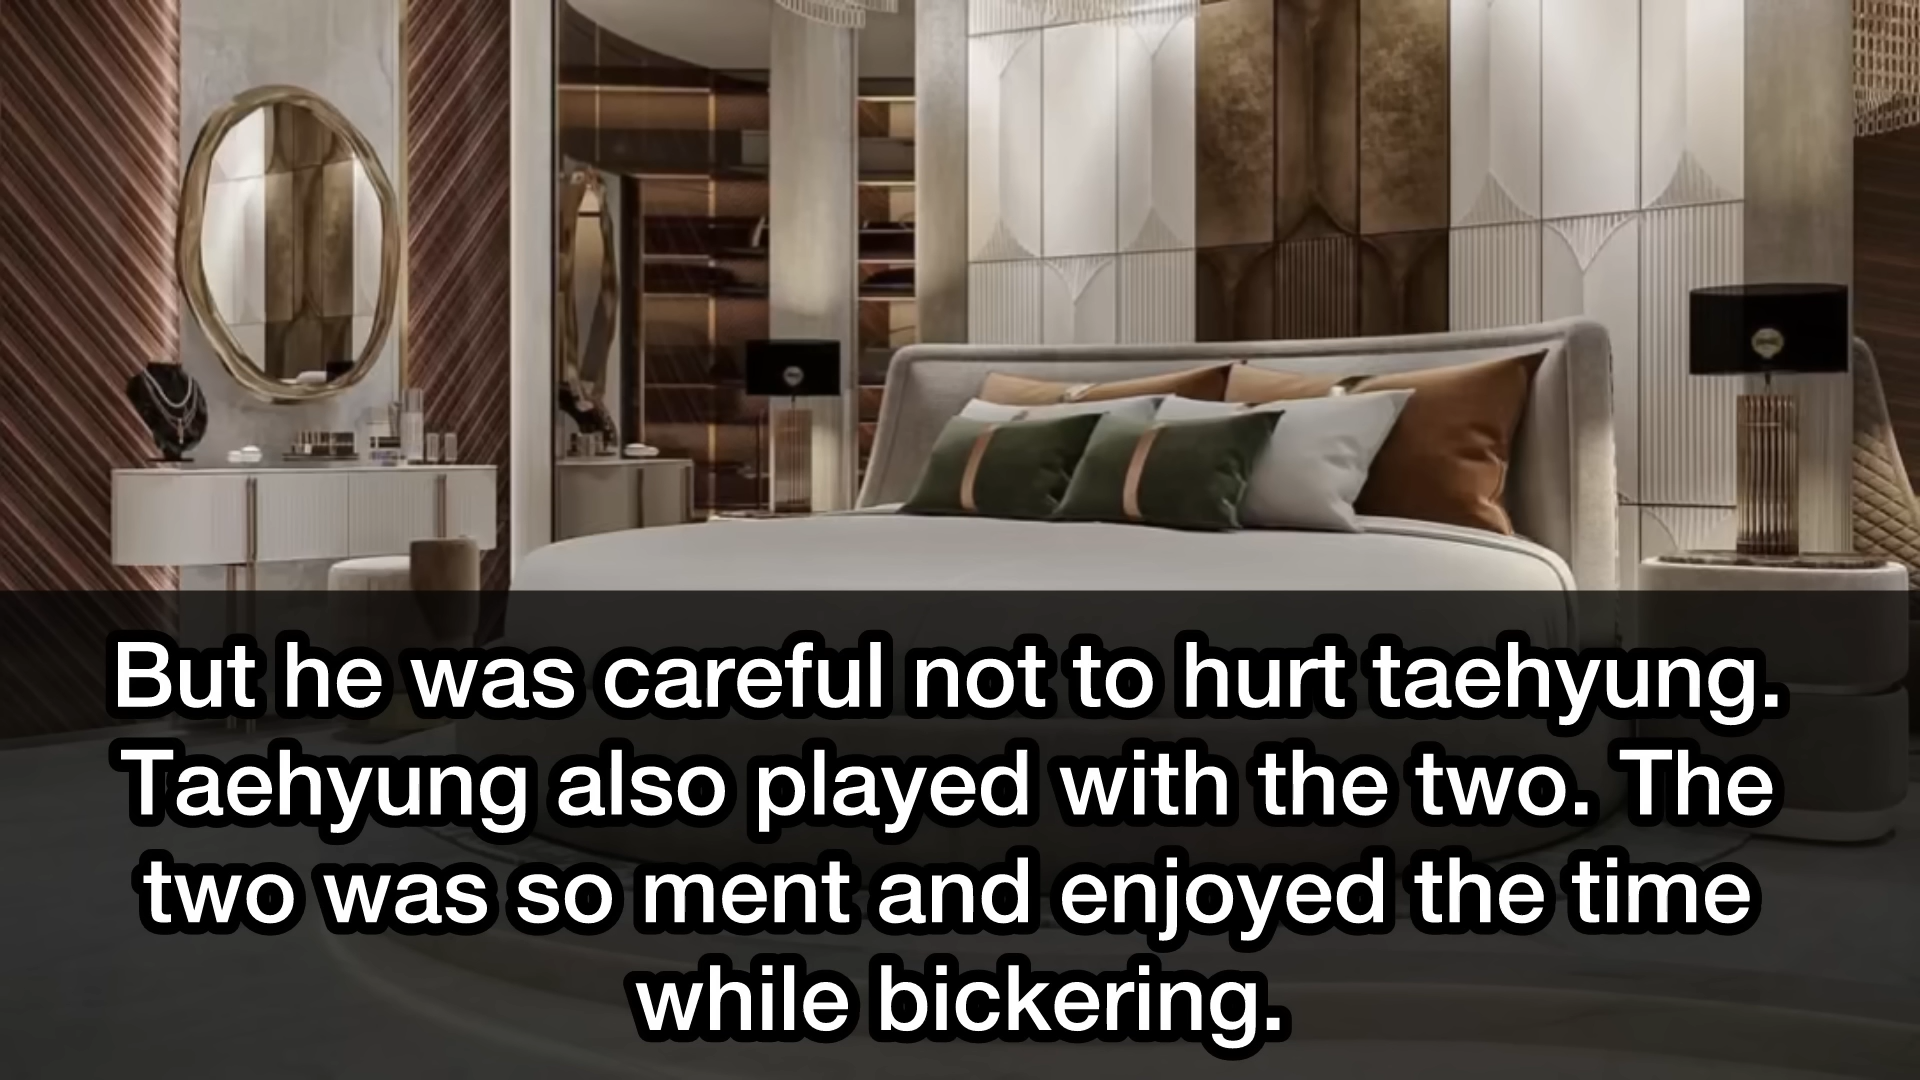 But he was careful not to hurt taehyung.
Taehyung also played with the two. The
two was so ment and enjoyed the time
while bickering.